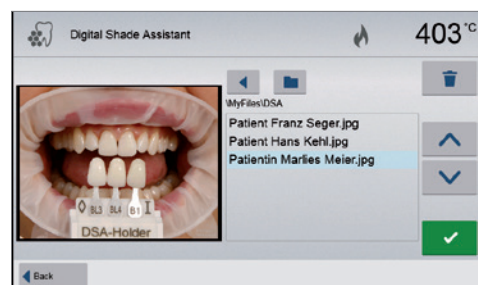 Digital Shade Assistant
403 °C
\MyFiles\DSA
Patient Franz Seger.jpg
Patient Hans Kehl.jpg
Patientin Marlies Meier.jpg
BL3 BL4 B1
DSA-Holder
Back